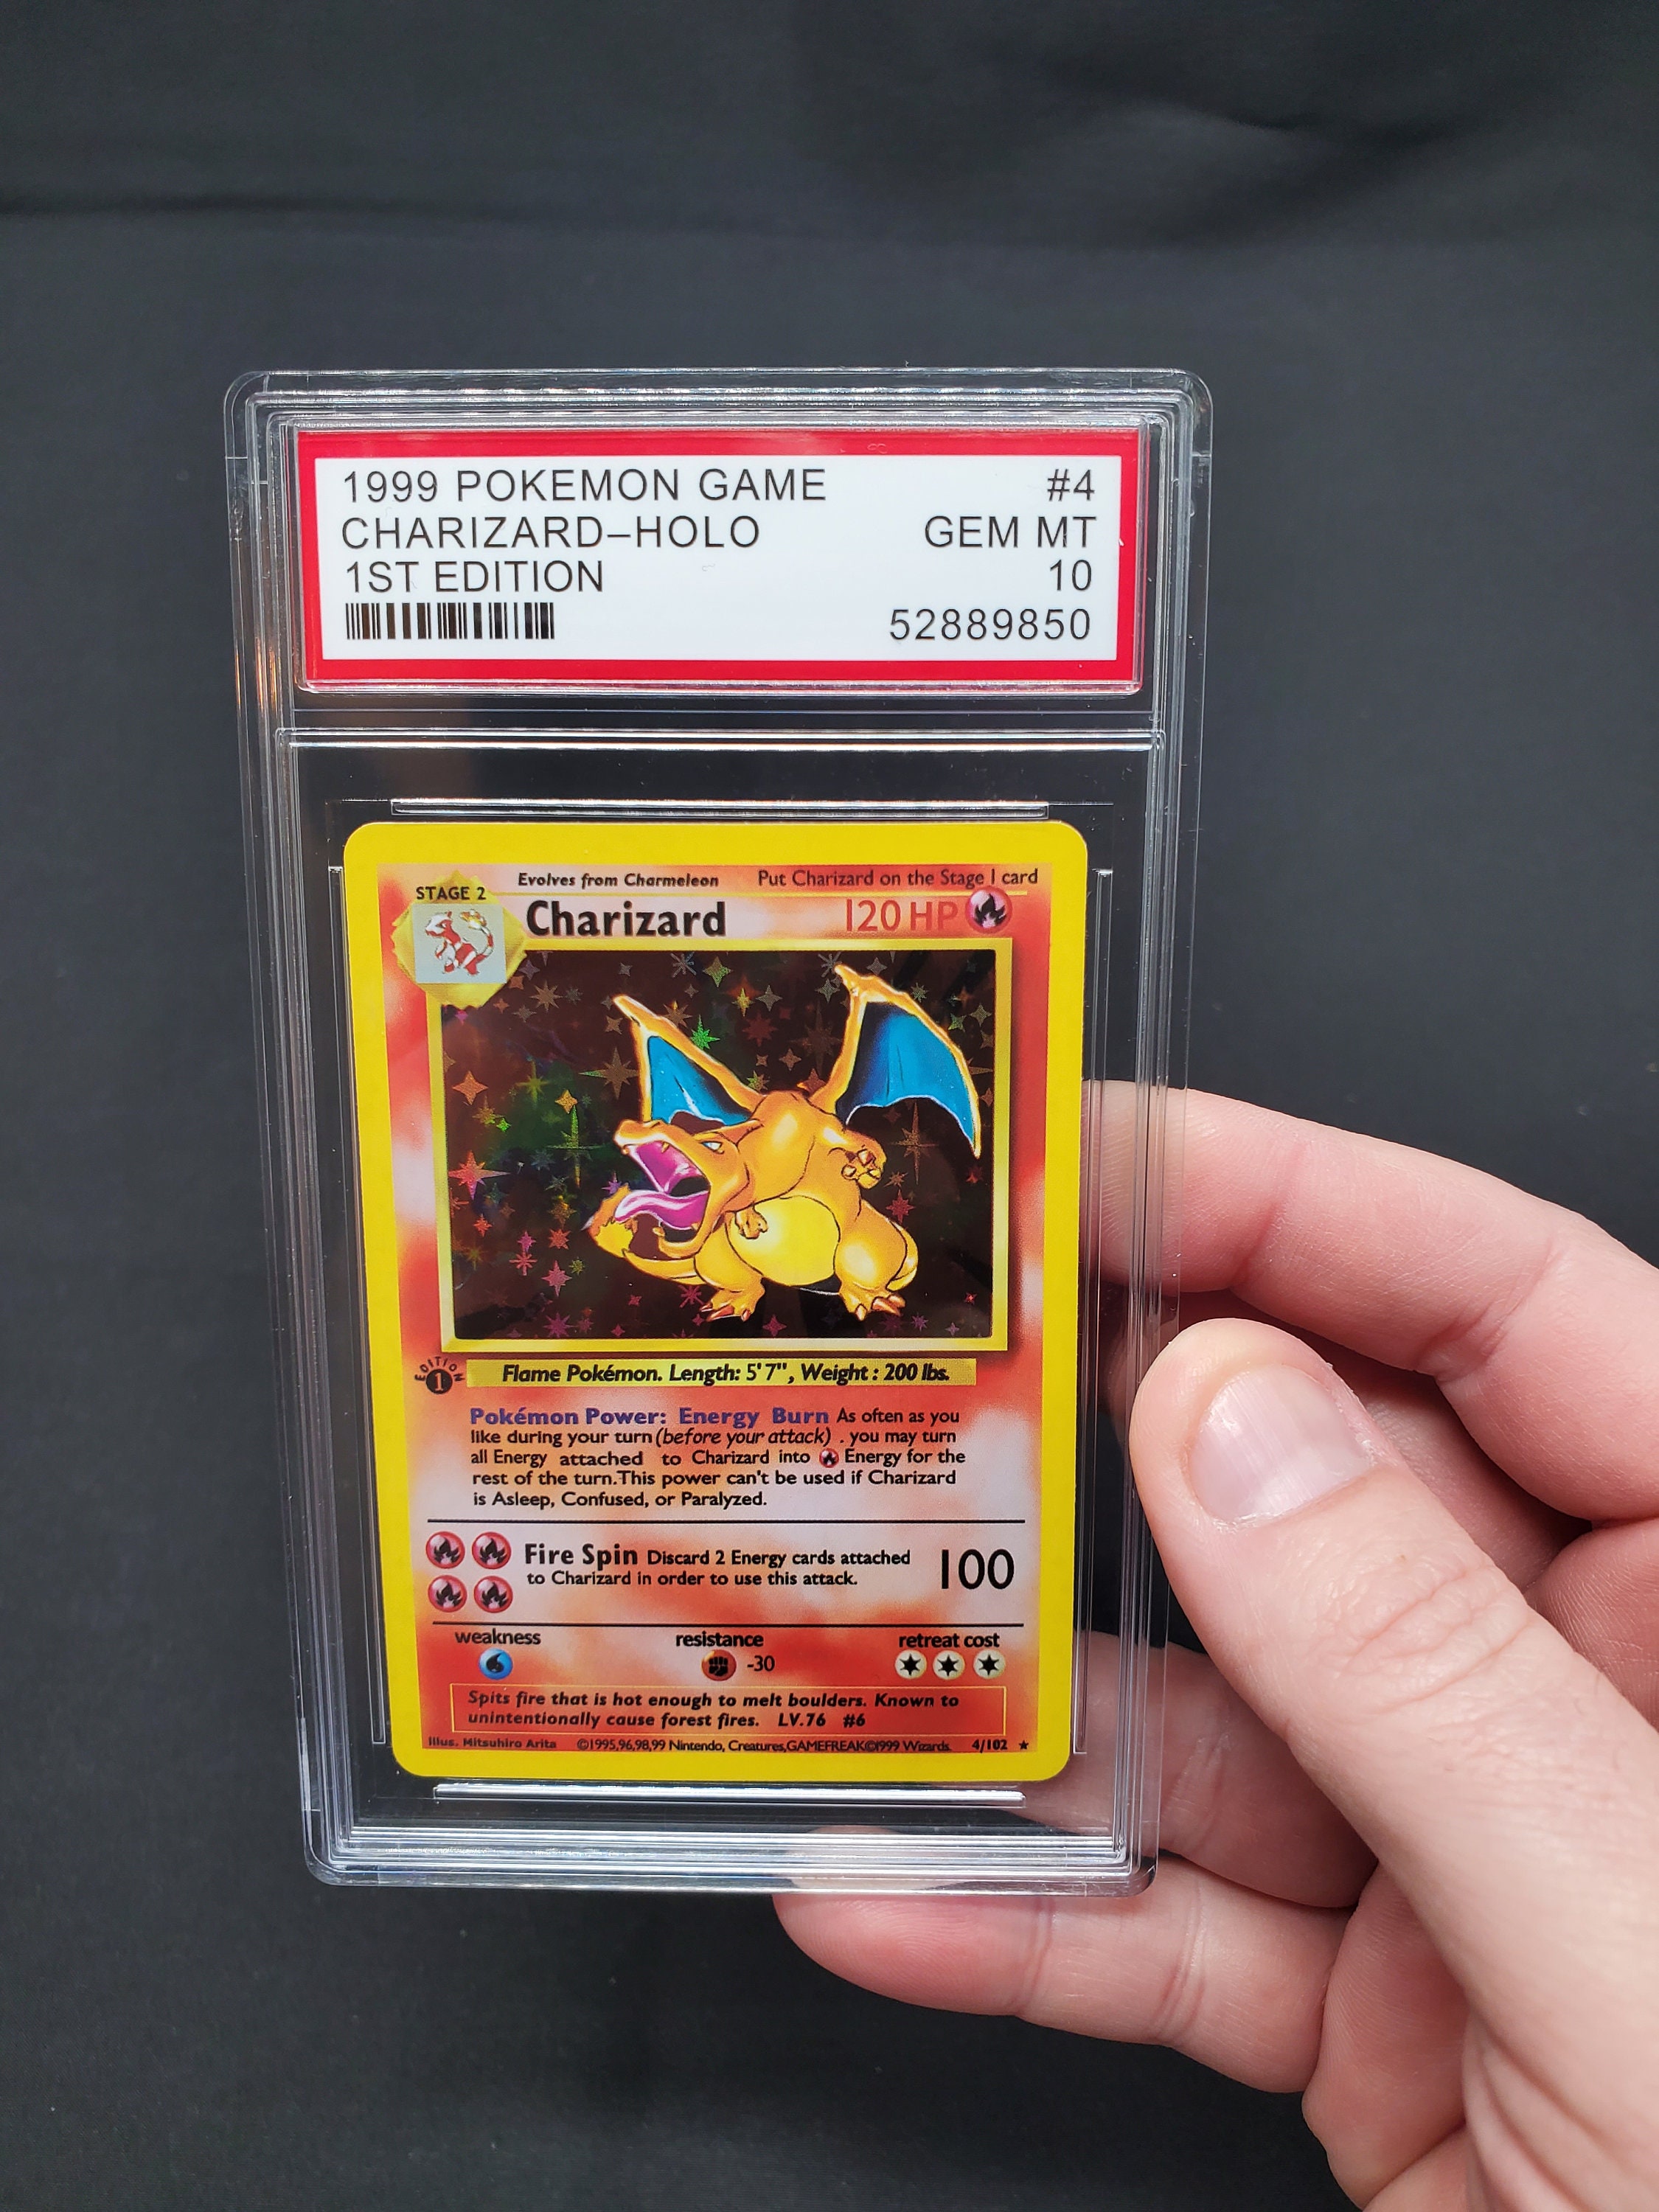 1999 POKEMON GAME #4
CHARIZARD–HOLO GEM MT
1ST EDITION 10
52889850
Evolves from Charmeleon Put Charizard on the Stage 1 card
STAGE 2
Charizard 120 HP
EDITION
1
Flame Pokémon. Length: 5'7", Weight : 200 lbs.
Pokémon Power: Energy Burn As often as you
like during your turn (before your attack) . you may turn
all Energy attached to Charizard into Energy for the
rest of the turn.This power can't be used if Charizard
is Asleep, Confused, or Paralyzed.
Fire Spin Discard 2 Energy cards attached
to Charizard in order to use this attack.
100
weakness resistance retreat cost
-30
Spits fire that is hot enough to melt boulders. Known to
unintentionally cause forest fires. LV.76 #6
Illus. Mitsuhiro Arita ©1995,96,98,99 Nintendo, Creatures,GAMEFREAK©1999 Wizards. 4/102 ★